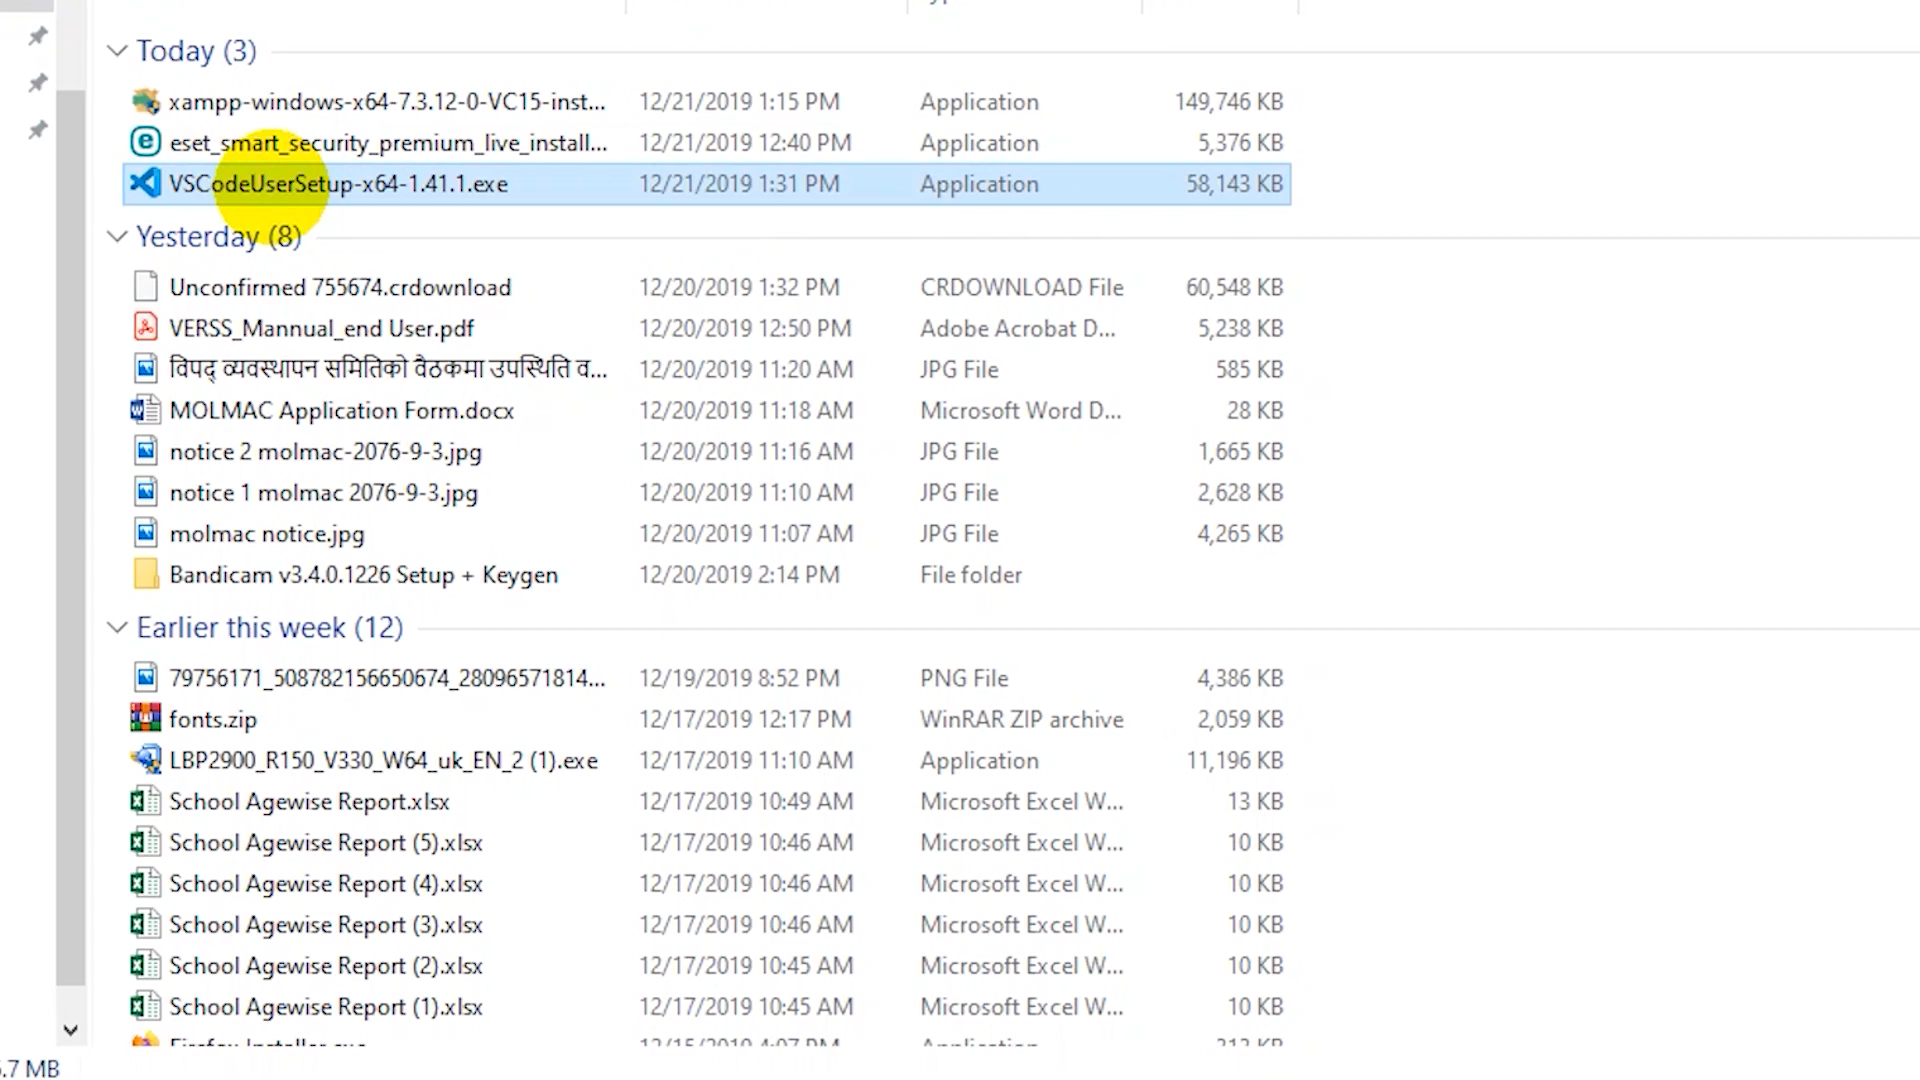 Today (3)
xampp-windows-x64-7.3.12-0-VC15-inst... 12/21/2019 1:15 PM Application 149,746 KB
eset_smart_security_premium_live_install... 12/21/2019 12:40 PM Application 5,376 KB
VSCodeUserSetup-x64-1.41.1.exe 12/21/2019 1:31 PM Application 58,143 KB
Yesterday (8)
Unconfirmed 755674.crdownload 12/20/2019 1:32 PM CRDOWNLOAD File 60,548 KB
VERSS_Mannual_end User.pdf 12/20/2019 12:50 PM Adobe Acrobat D... 5,238 KB
विपद् व्यवस्थापन समितिको वैठकमा उपस्थिति व... 12/20/2019 11:20 AM JPG File 585 KB
MOLMAC Application Form.docx 12/20/2019 11:18 AM Microsoft Word D... 28 KB
notice 2 molmac-2076-9-3.jpg 12/20/2019 11:16 AM JPG File 1,665 KB
notice 1 molmac 2076-9-3.jpg 12/20/2019 11:10 AM JPG File 2,628 KB
molmac notice.jpg 12/20/2019 11:07 AM JPG File 4,265 KB
Bandicam v3.4.0.1226 Setup + Keygen 12/20/2019 2:14 PM File folder
Earlier this week (12)
79756171_508782156650674_28096571814... 12/19/2019 8:52 PM PNG File 4,386 KB
fonts.zip 12/17/2019 12:17 PM WinRAR ZIP archive 2,059 KB
LBP2900_R150_V330_W64_uk_EN_2 (1).exe 12/17/2019 11:10 AM Application 11,196 KB
School Agewise Report.xlsx 12/17/2019 10:49 AM Microsoft Excel W... 13 KB
School Agewise Report (5).xlsx 12/17/2019 10:46 AM Microsoft Excel W... 10 KB
School Agewise Report (4).xlsx 12/17/2019 10:46 AM Microsoft Excel W... 10 KB
School Agewise Report (3).xlsx 12/17/2019 10:46 AM Microsoft Excel W... 10 KB
School Agewise Report (2).xlsx 12/17/2019 10:45 AM Microsoft Excel W... 10 KB
School Agewise Report (1).xlsx 12/17/2019 10:45 AM Microsoft Excel W... 10 KB
Firefox Installer.exe 12/15/2019 4:07 PM Application 313 KB
.7 MB